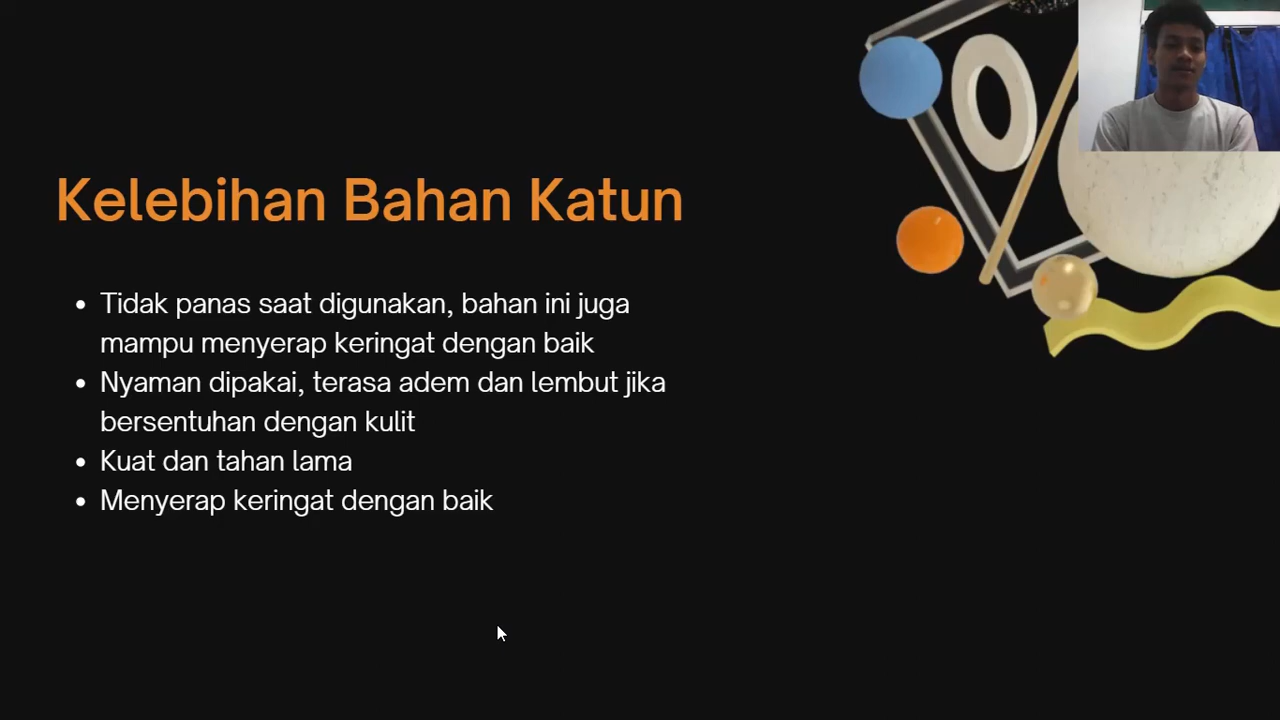 Kelebihan Bahan Katun
• Tidak panas saat digunakan, bahan ini juga
mampu menyerap keringat dengan baik
• Nyaman dipakai, terasa adem dan lembut jika
bersentuhan dengan kulit
• Kuat dan tahan lama
• Menyerap keringat dengan baik